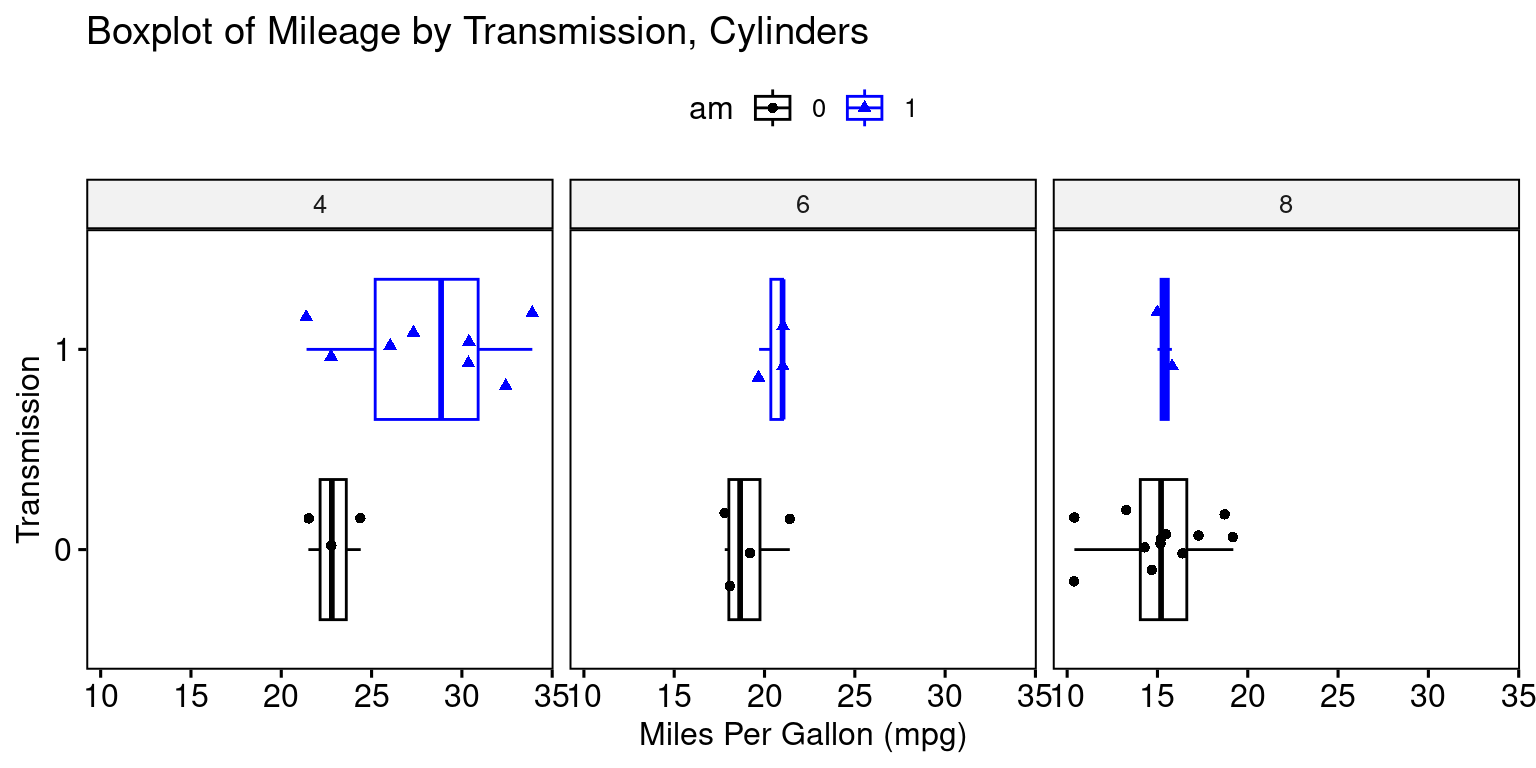 Boxplot of Mileage by Transmission, Cylinders
am 0 1
4 6 8
Transmission
1
0
10 15 20 25 30 35 10 15 20 25 30 35 10 15 20 25 30 35
Miles Per Gallon (mpg)